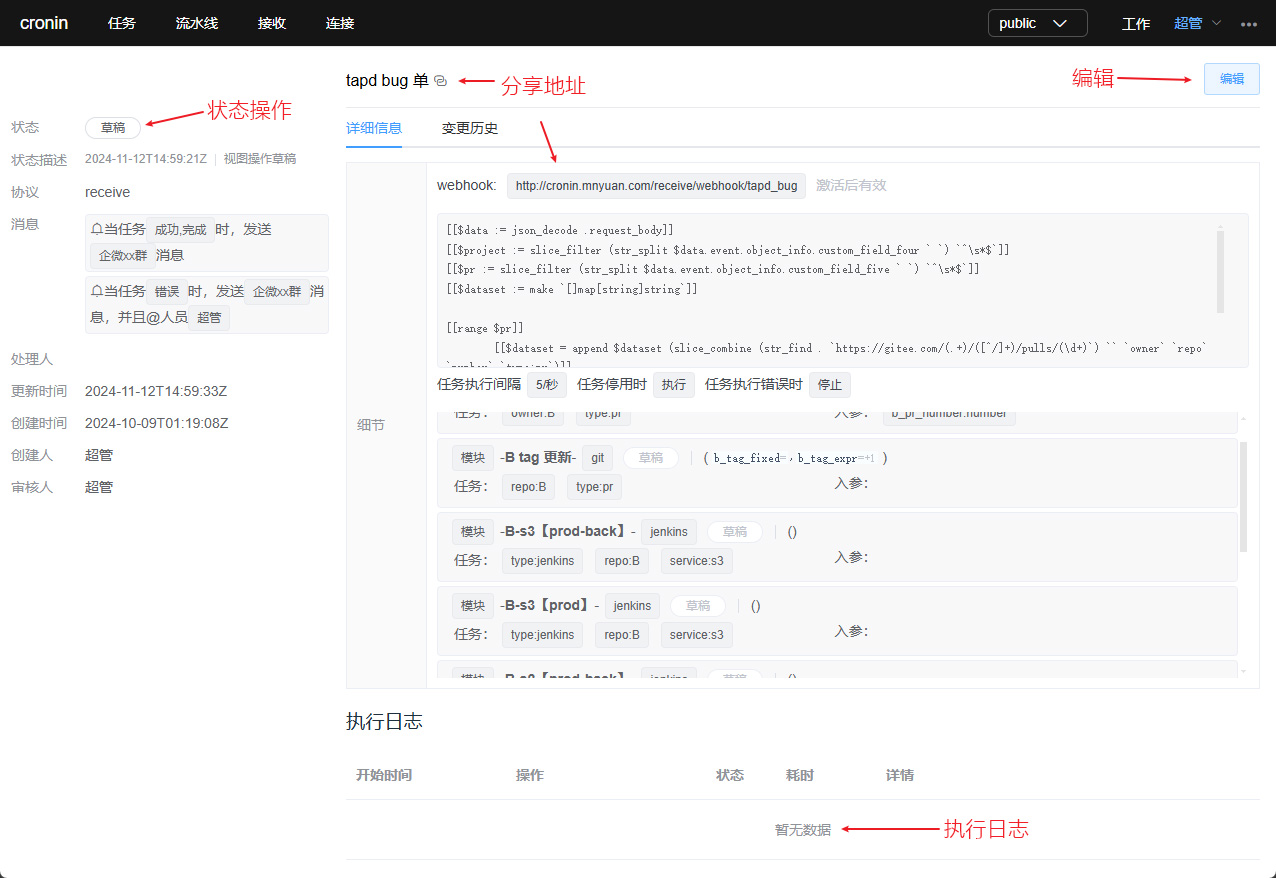 cronin 任务 流水线 接收 连接 public 工作 超管
tapd bug 单 分享地址 编辑 编辑
状态操作
状态 草稿
状态描述 2024-11-12T14:59:21Z 视图操作草稿
协议 receive
消息 当任务 成功,完成 时，发送
企微xx群 消息
当任务 错误 时，发送 企微xx群 消
息，并且@人员 超管
处理人
更新时间 2024-11-12T14:59:33Z
创建时间 2024-10-09T01:19:08Z
创建人 超管
审核人 超管
详细信息 变更历史
细节
webhook: http://cronin.mnyuan.com/receive/webhook/tapd_bug 激活后有效
[[$data := json_decode .request_body]]
[[$project := slice_filter (str_split $data.event.object_info.custom_field_four ` `) `^\s*$`]]
[[$pr := slice_filter (str_split $data.event.object_info.custom_field_five ` `) `^\s*$`]]
[[$dataset := make `[]map[string]string`]]
[[range $pr]]
[[$dataset = append $dataset (slice_combine (str_find . `https://gitee.com/(.+)/([^/]+)/pulls/(\d+)`) `` `owner` `repo`
任务执行间隔 5/秒 任务停用时 执行 任务执行错误时 停止
任务： owner:B type:pr 入参： b_pr_number:number
模块 -B tag 更新- git 草稿 ( b_tag_fixed=, b_tag_expr=+1 )
任务： repo:B type:pr 入参：
模块 -B-s3【prod-back】- jenkins 草稿 ()
任务： type:jenkins repo:B service:s3 入参：
模块 -B-s3【prod】- jenkins 草稿 ()
任务： type:jenkins repo:B service:s3 入参：
执行日志
开始时间 操作 状态 耗时 详情
暂无数据 执行日志